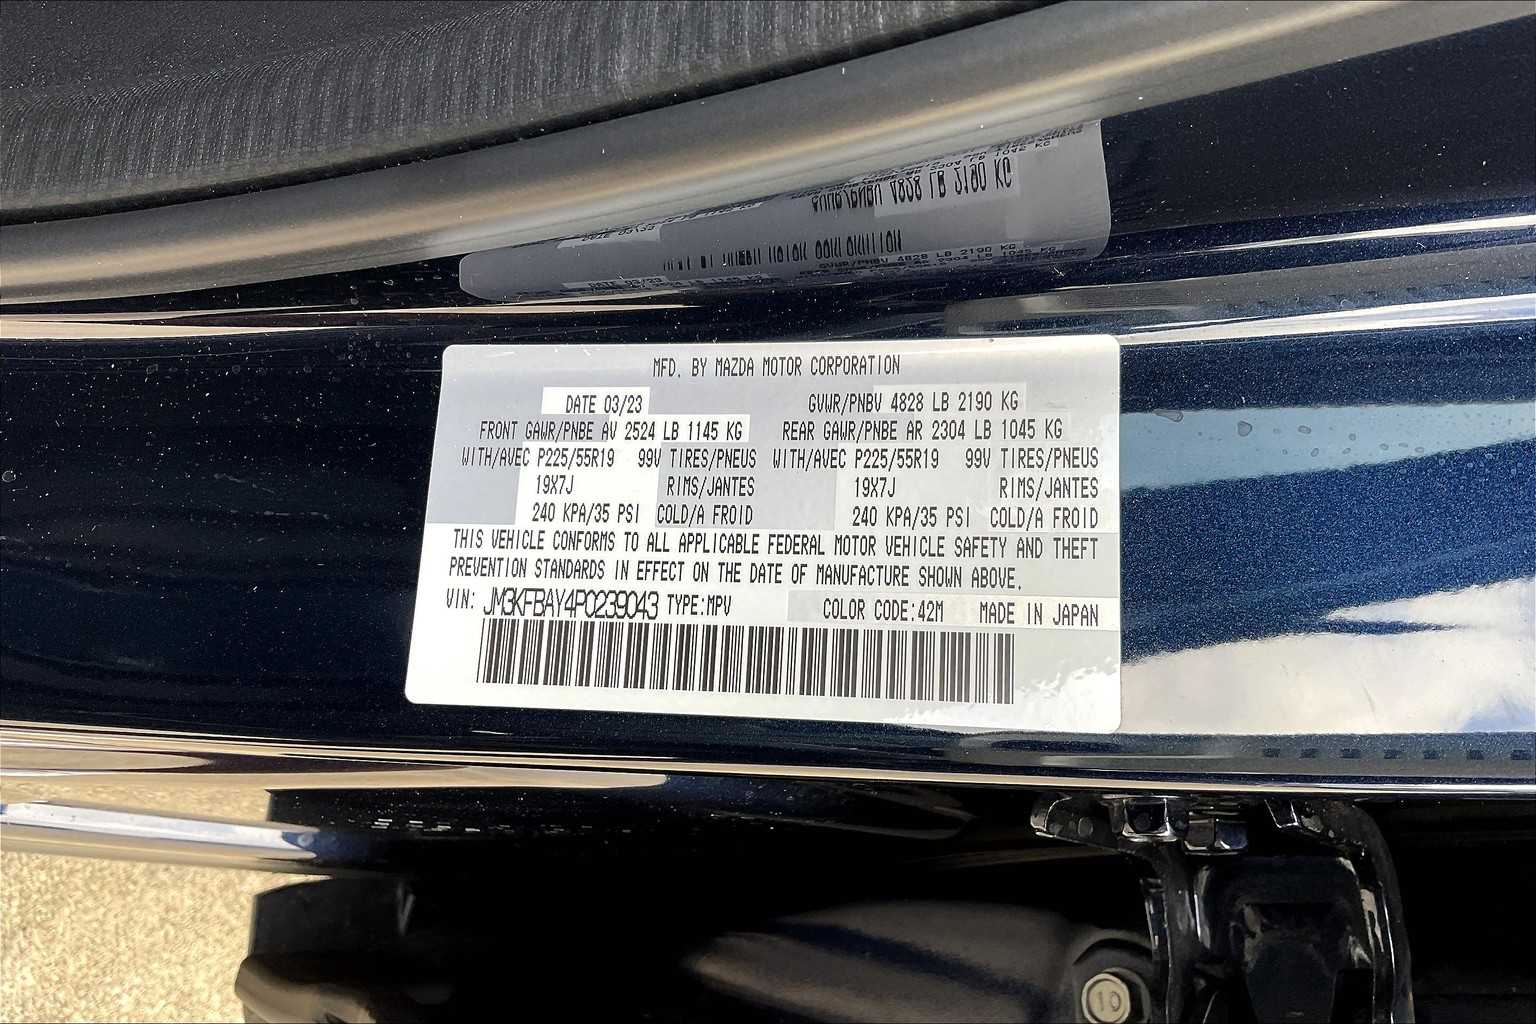 MFD. BY MAZDA MOTOR CORPORATION
DATE 03/23 GVWR/PNBV 4828 LB 2190 KG
FRONT GAWR/PNBE AV 2524 LB 1145 KG REAR GAWR/PNBE AR 2304 LB 1045 KG
WITH/AVEC P225/55R19 99V TIRES/PNEUS WITH/AVEC P225/55R19 99V TIRES/PNEUS
19X7J RIMS/JANTES 19X7J RIMS/JANTES
240 KPA/35 PSI COLD/A FROID 240 KPA/35 PSI COLD/A FROID
THIS VEHICLE CONFORMS TO ALL APPLICABLE FEDERAL MOTOR VEHICLE SAFETY AND THEFT
PREVENTION STANDARDS IN EFFECT ON THE DATE OF MANUFACTURE SHOWN ABOVE.
VIN: JM3KFBAY4P0239043 TYPE:MPV COLOR CODE:42M MADE IN JAPAN
10